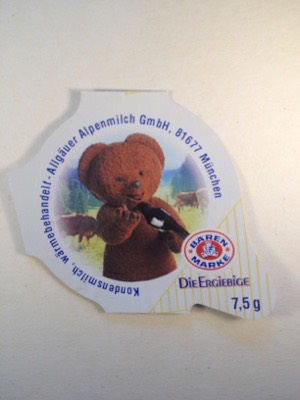 Kondensmilch, wärmebehandelt - Allgäuer Alpenmilch GmbH, 81677 München
BÄREN
MARKE
DIE ERGIEBIGE
7,5 g